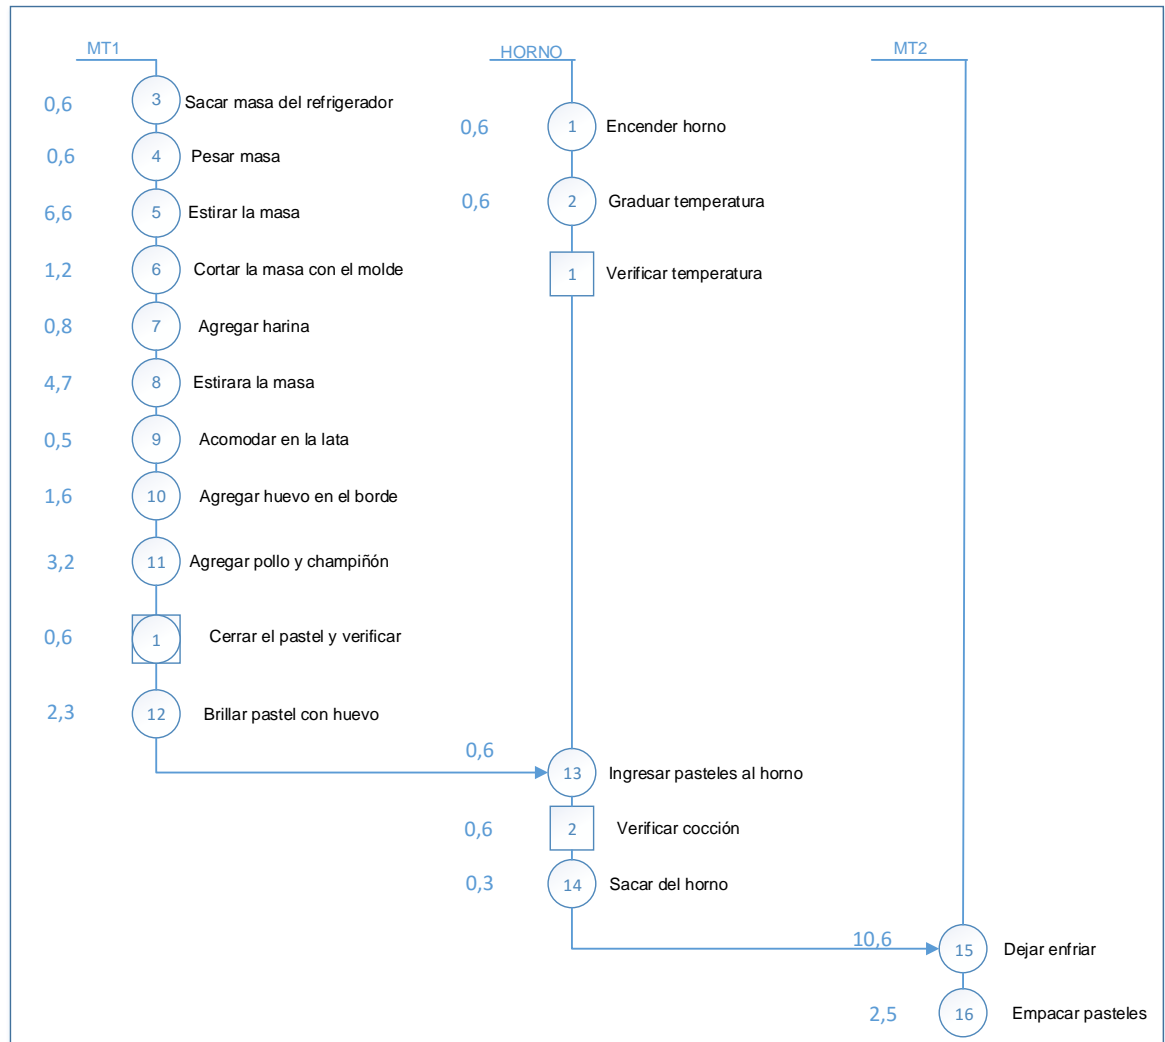 MT1
HORNO
MT2
0,6
3
Sacar masa del refrigerador
0,6
4
Pesar masa
6,6
5
Estirar la masa
1,2
6
Cortar la masa con el molde
0,8
7
Agregar harina
4,7
8
Estirara la masa
0,5
9
Acomodar en la lata
1,6
10
Agregar huevo en el borde
3,2
11
Agregar pollo y champiñón
0,6
1
Cerrar el pastel y verificar
2,3
12
Brillar pastel con huevo
0,6
1
Encender horno
0,6
2
Graduar temperatura
1
Verificar temperatura
0,6
13
Ingresar pasteles al horno
0,6
2
Verificar cocción
0,3
14
Sacar del horno
10,6
15
Dejar enfriar
2,5
16
Empacar pasteles